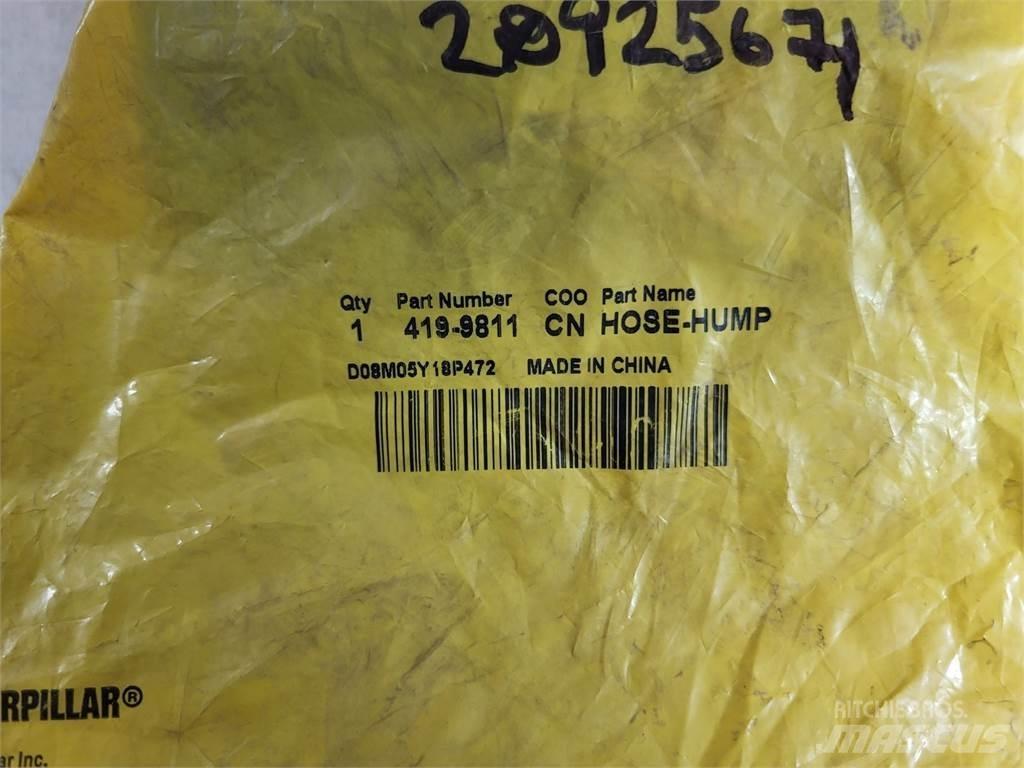 20925674
Qty Part Number COO Part Name
1 419-9811 CN HOSE-HUMP
D08M05Y18P472 MADE IN CHINA
RPILLAR®
ar Inc.
RITCHIE BROS.
MASCUS